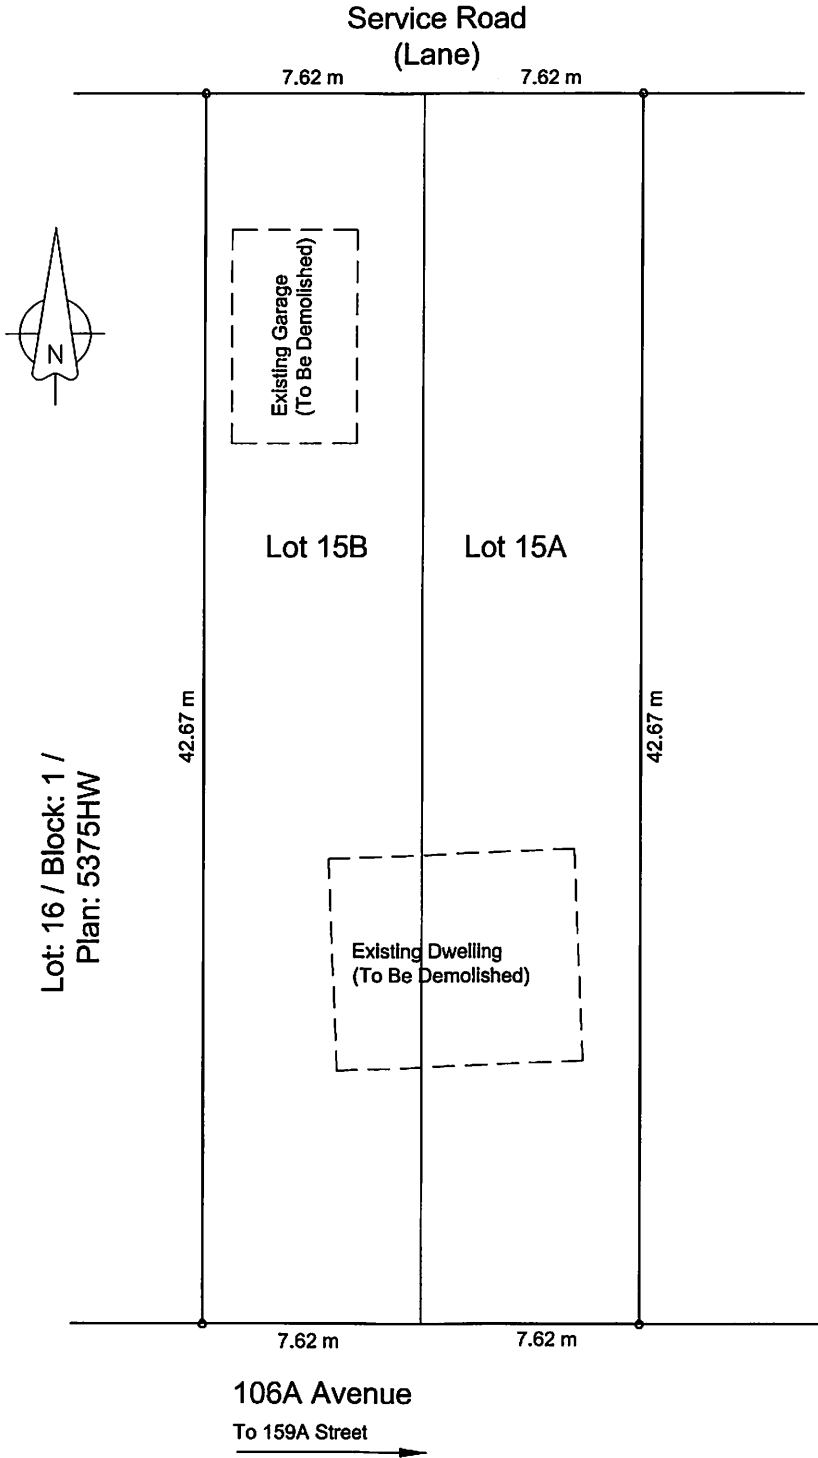 Service Road
(Lane)
7.62 m
7.62 m
N
Existing Garage
(To Be Demolished)
Lot 15B
Lot 15A
42.67 m
42.67 m
Lot: 16 / Block: 1 /
Plan: 5375HW
Existing Dwelling
(To Be Demolished)
7.62 m
7.62 m
106A Avenue
To 159A Street